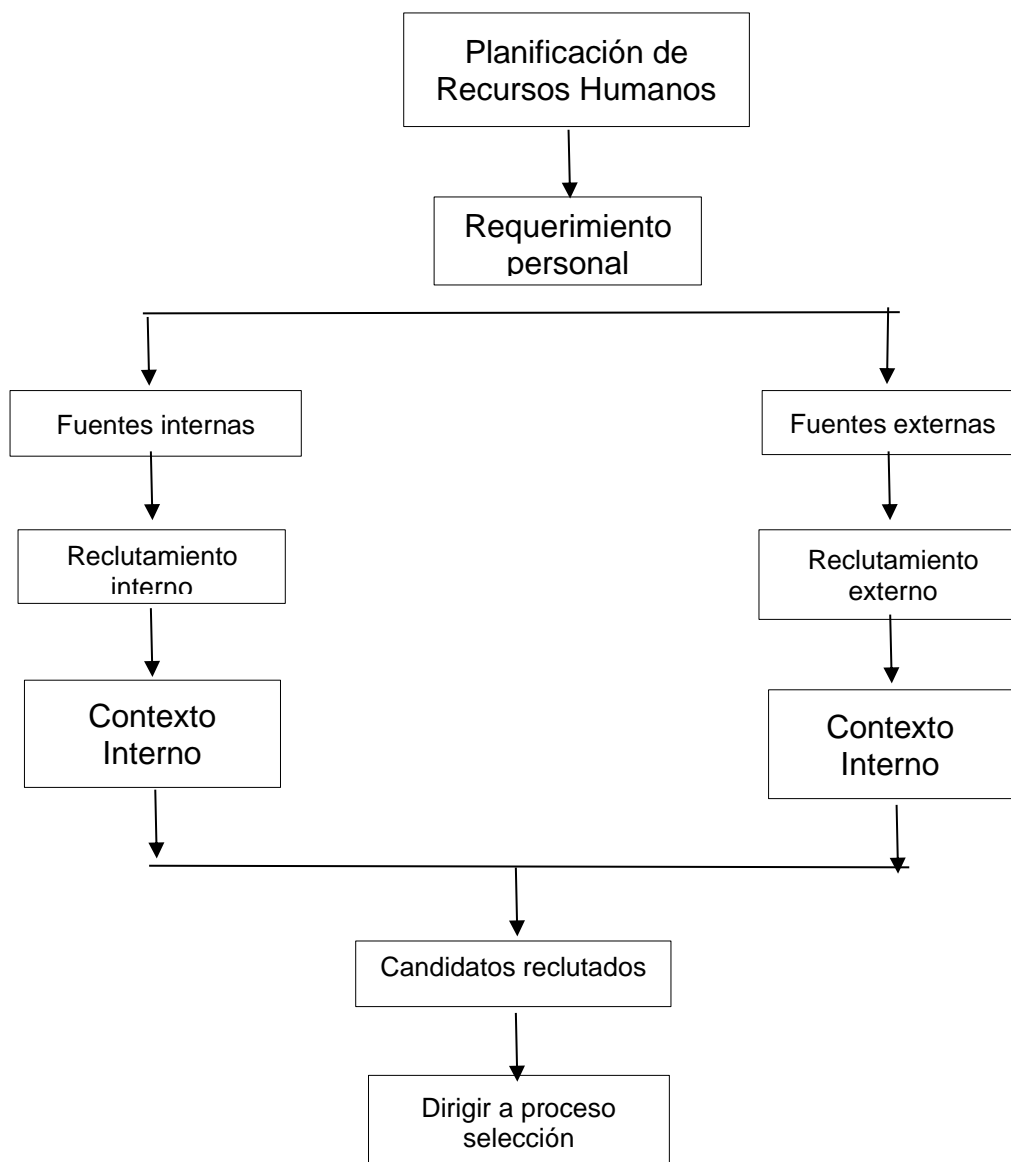 Planificación de
Recursos Humanos
Requerimiento
personal
Fuentes internas
Fuentes externas
Reclutamiento
interno
Reclutamiento
externo
Contexto
Interno
Contexto
Interno
Candidatos reclutados
Dirigir a proceso
selección